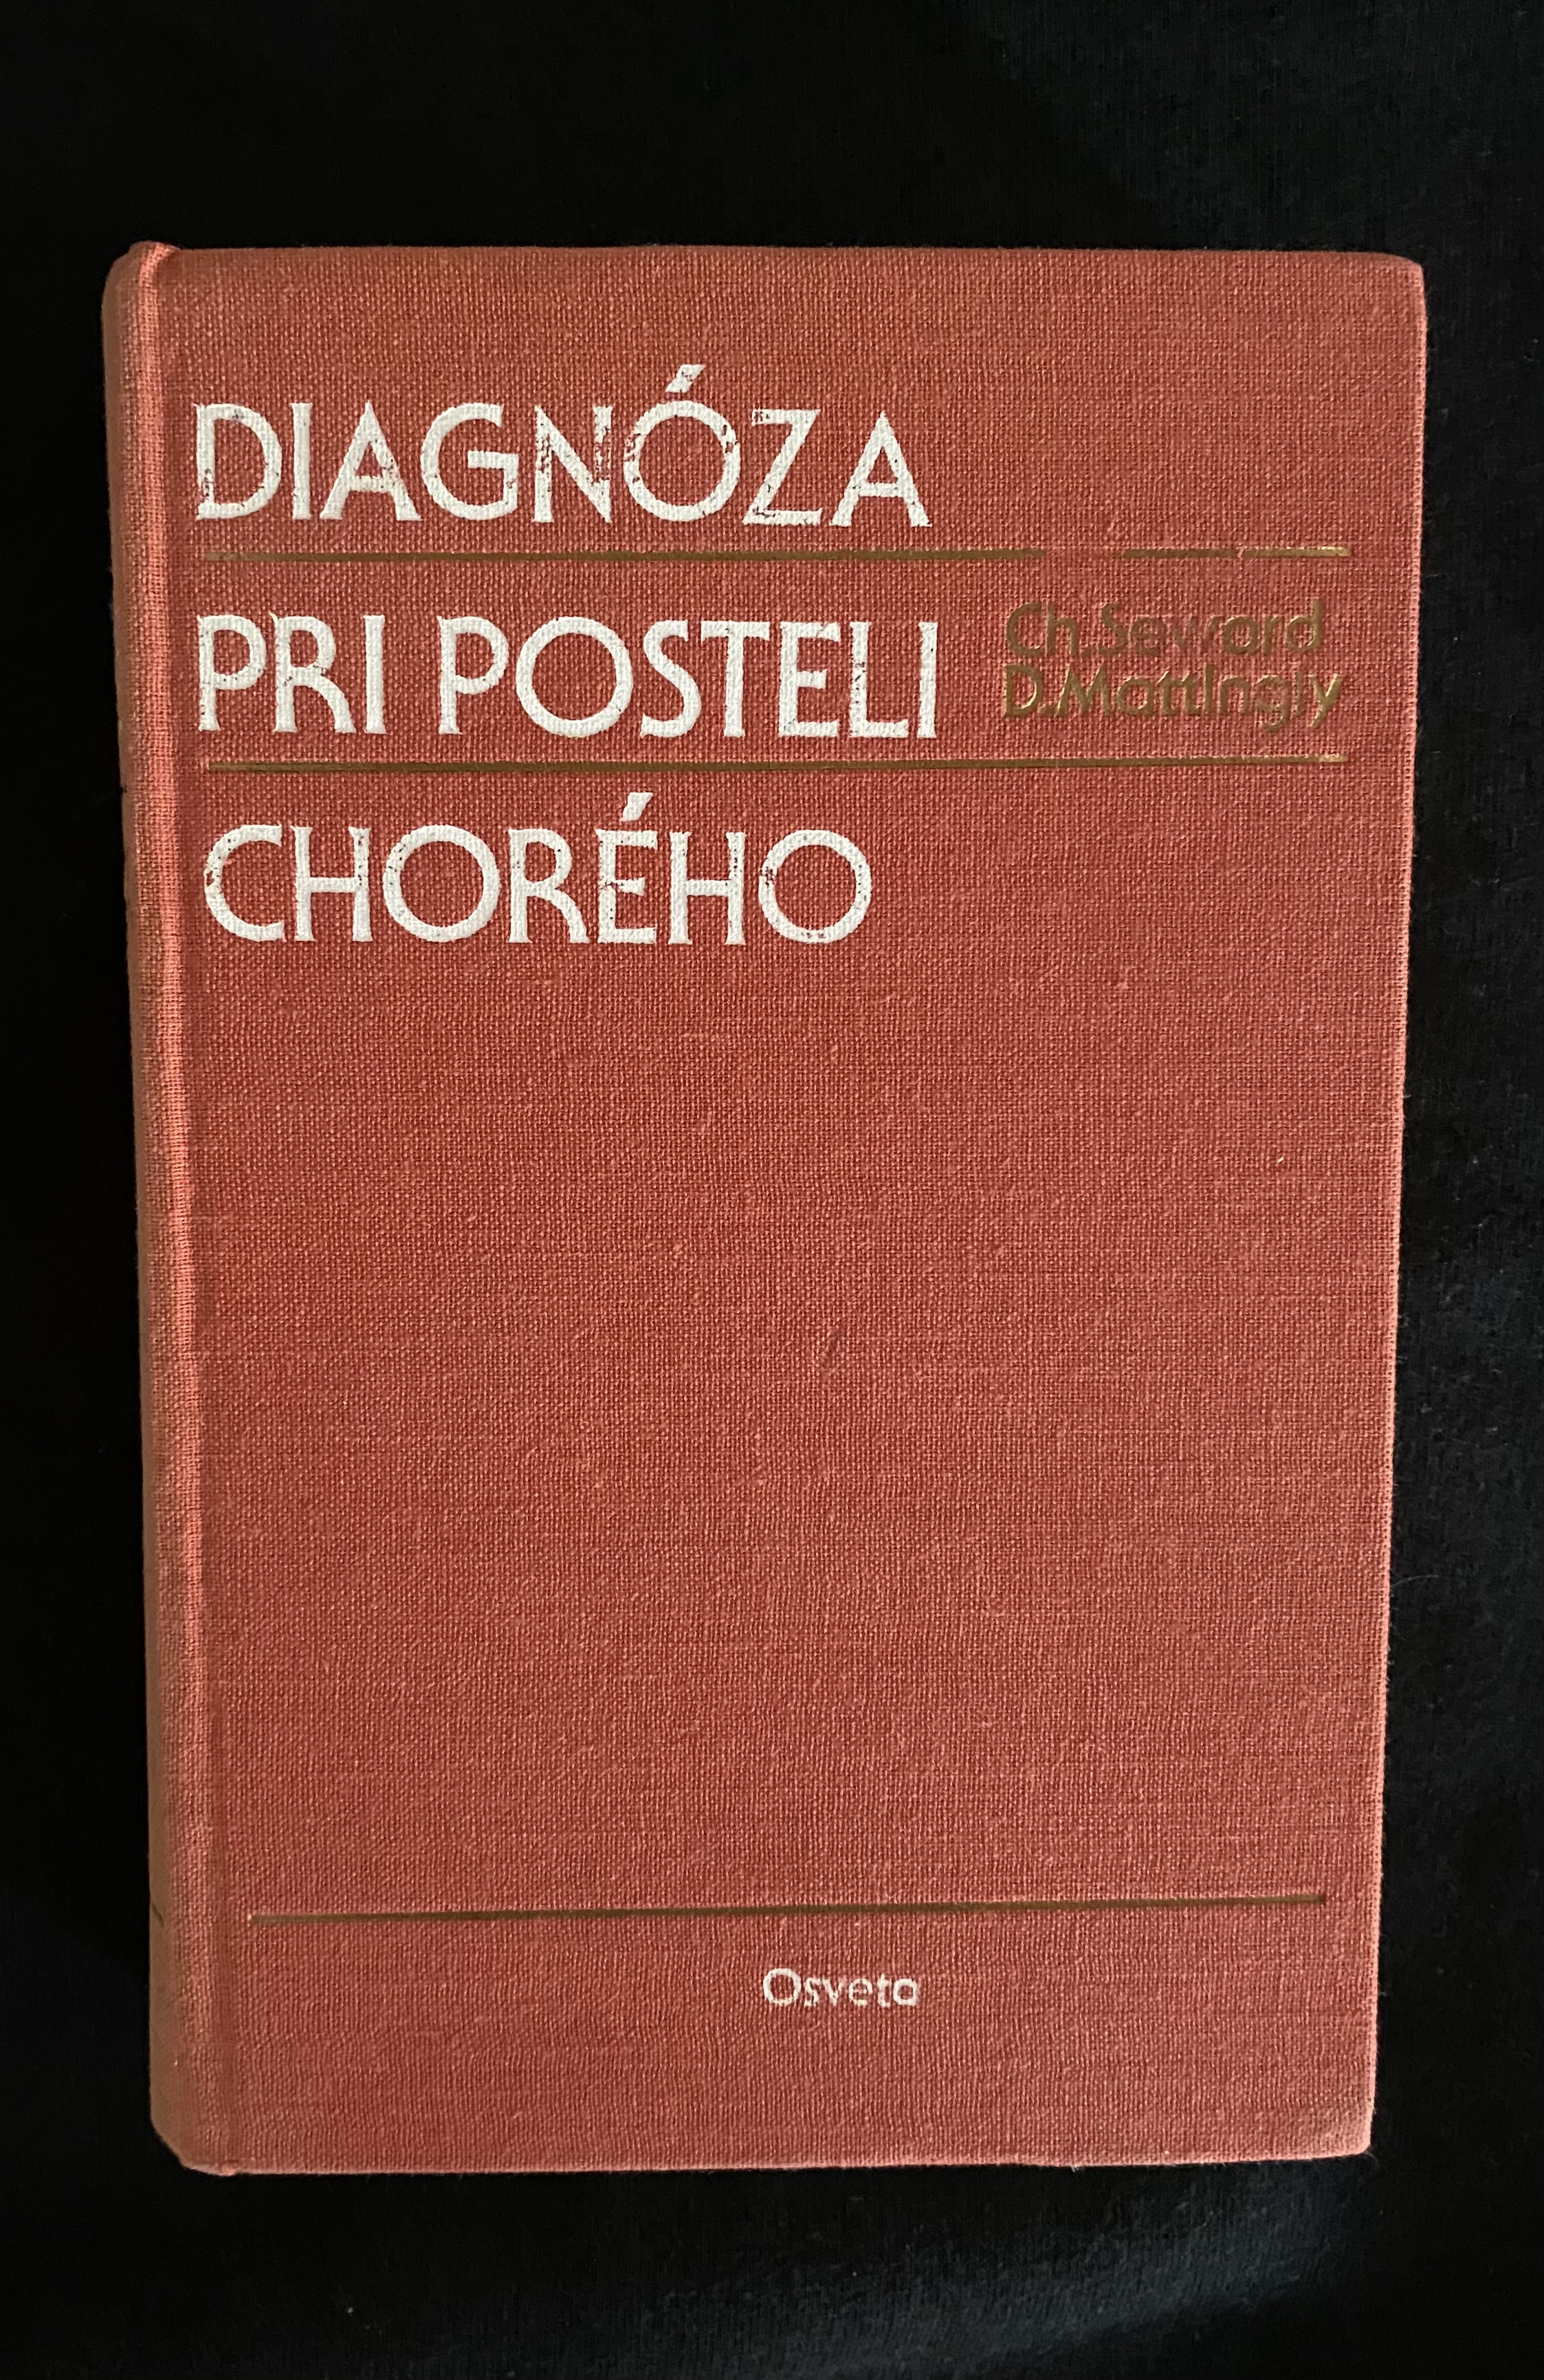 DIAGNÓZA
PRI POSTELI
Ch. Seward
D. Mattingly
CHORÉHO
Osveta